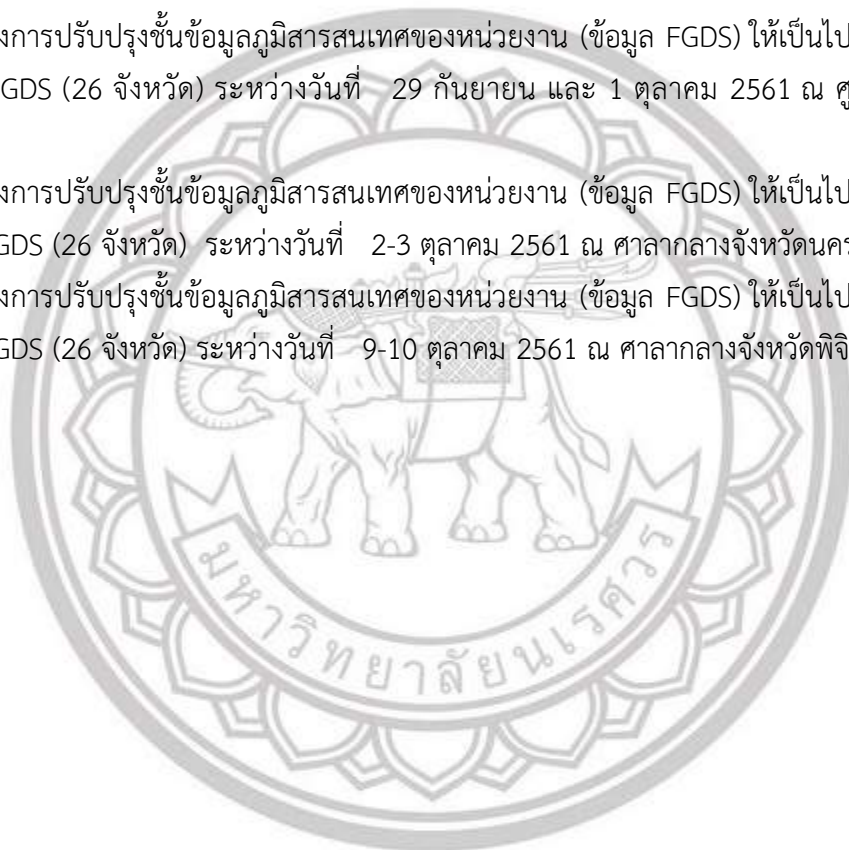 งการปรับปรุงชั้นข้อมูลภูมิสารสนเทศของหน่วยงาน (ข้อมูล FGDS) ให้เป็นไป
GDS (26 จังหวัด) ระหว่างวันที่ 29 กันยายน และ 1 ตุลาคม 2561 ณ ศู
งการปรับปรุงชั้นข้อมูลภูมิสารสนเทศของหน่วยงาน (ข้อมูล FGDS) ให้เป็นไป
GDS (26 จังหวัด) ระหว่างวันที่ 2-3 ตุลาคม 2561 ณ ศาลากลางจังหวัดนคร
งการปรับปรุงชั้นข้อมูลภูมิสารสนเทศของหน่วยงาน (ข้อมูล FGDS) ให้เป็นไป
GDS (26 จังหวัด) ระหว่างวันที่ 9-10 ตุลาคม 2561 ณ ศาลากลางจังหวัดพิจิ
มหาวิทยาลัยนเรศวร